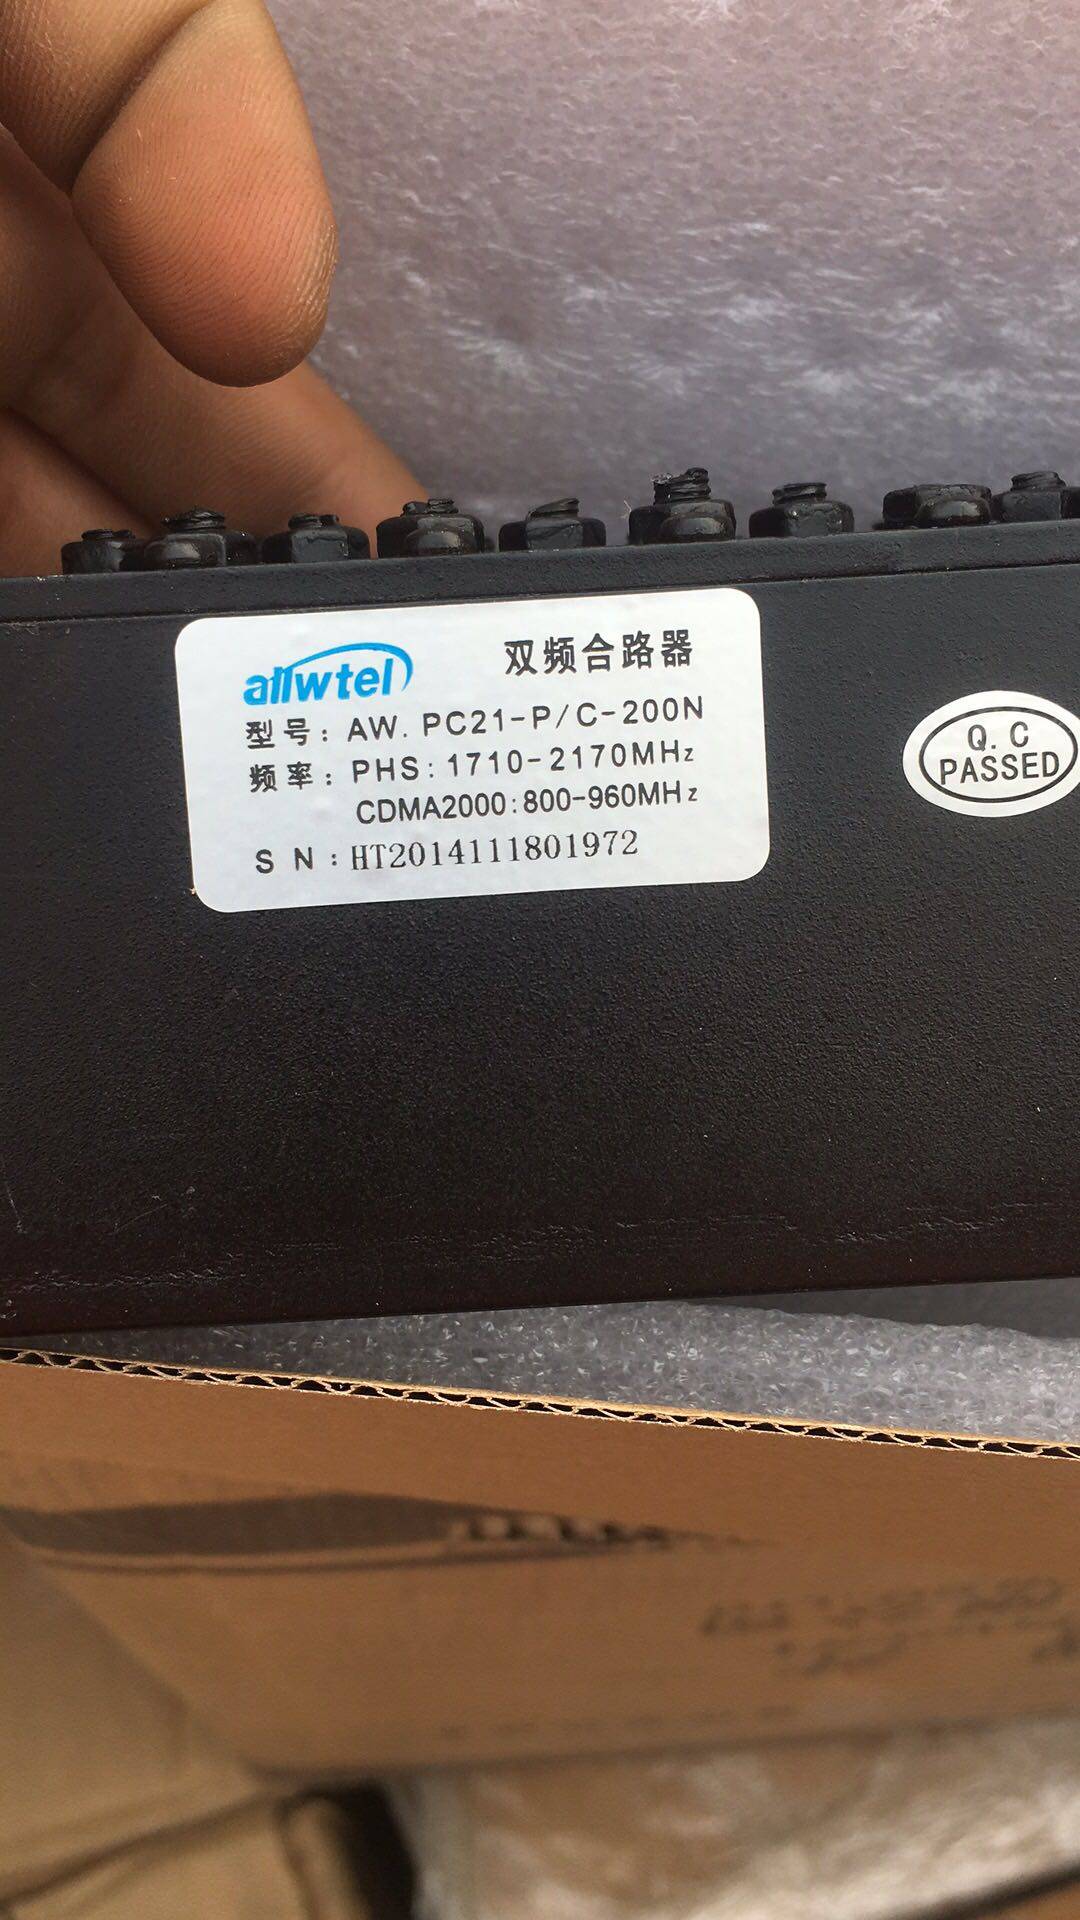 allwtel
双频合路器
型号：AW. PC21-P/C-200N
频率：PHS：1710-2170MHz
CDMA2000：800-960MHz
S N：HT2014111801972
Q.C
PASSED